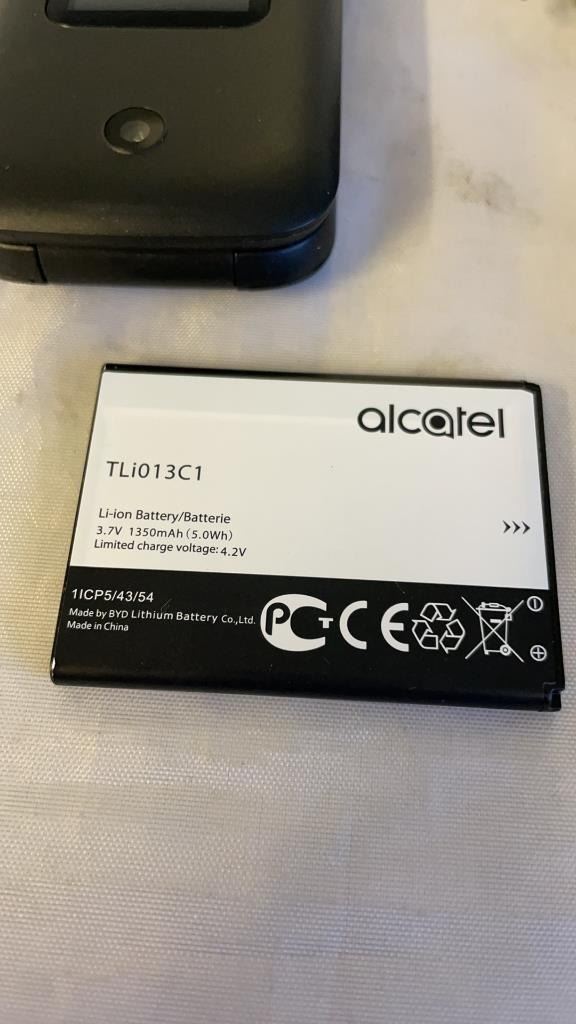 alcatel
TLi013C1
Li-ion Battery/Batterie
3.7V 1350mAh (5.0Wh)
Limited charge voltage: 4.2V
1ICP5/43/54
Made by BYD Lithium Battery Co.,Ltd.
Made in China